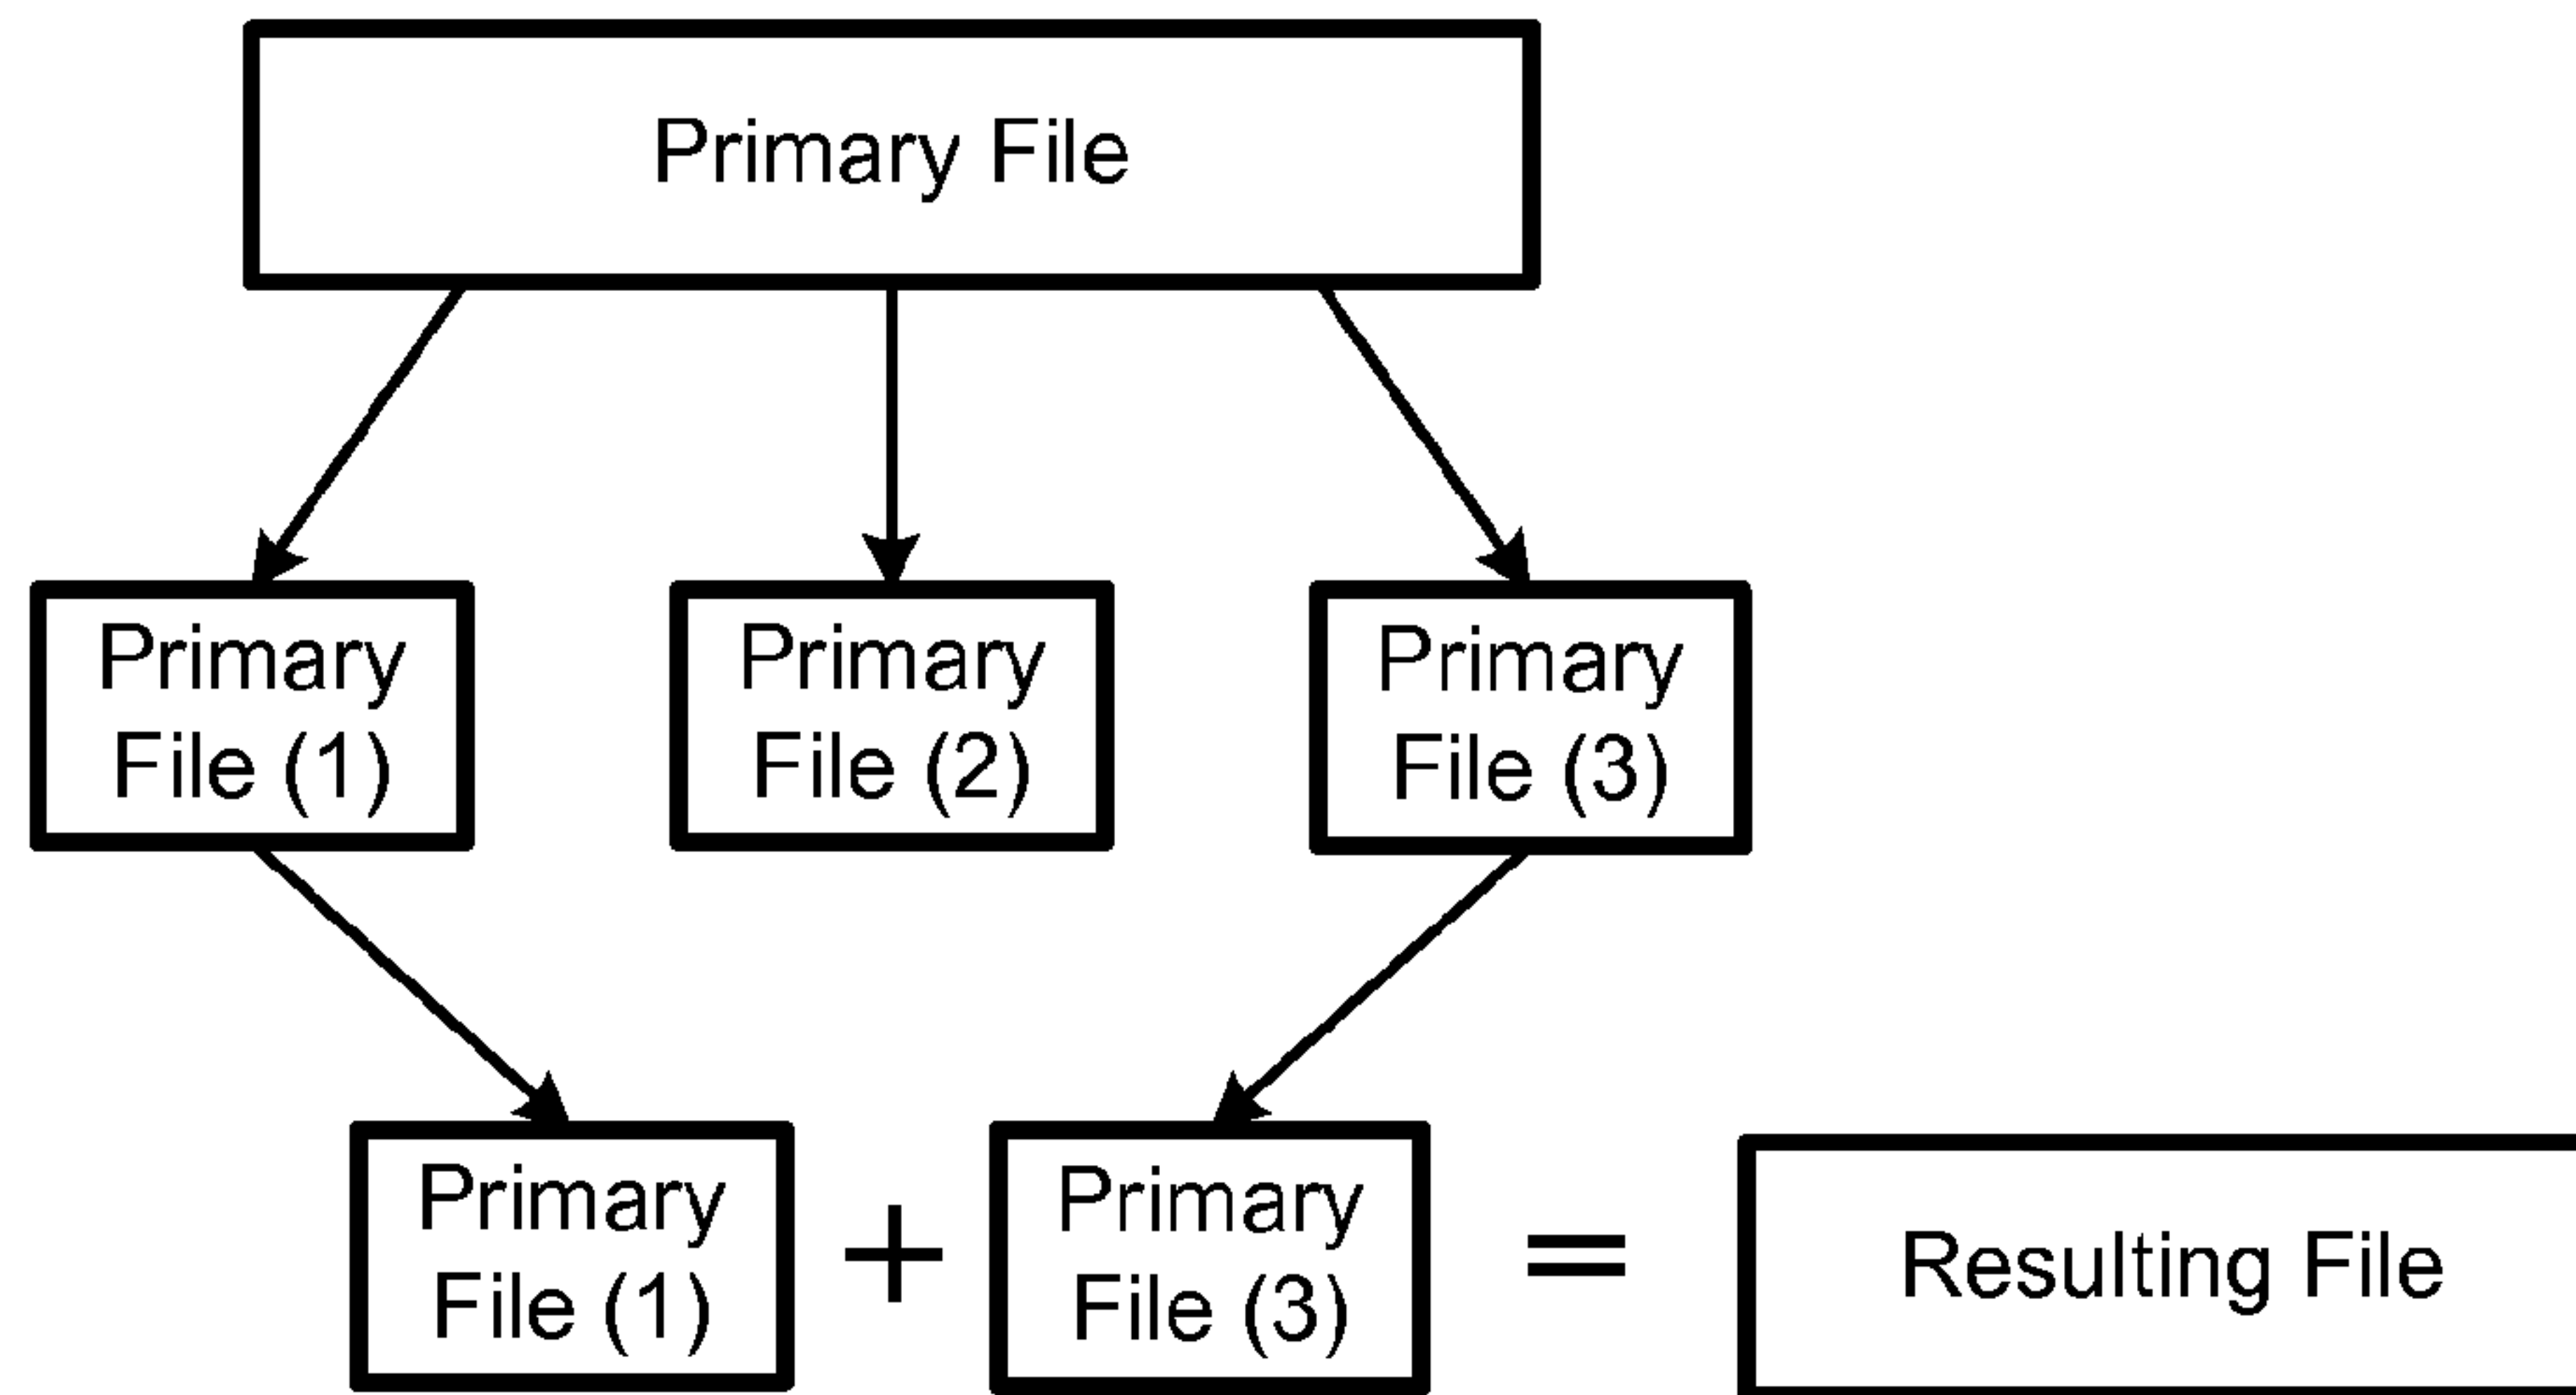 Primary File
Primary
File (1)
Primary
File (2)
Primary
File (3)
Primary
File (1)
+
Primary
File (3)
=
Resulting File